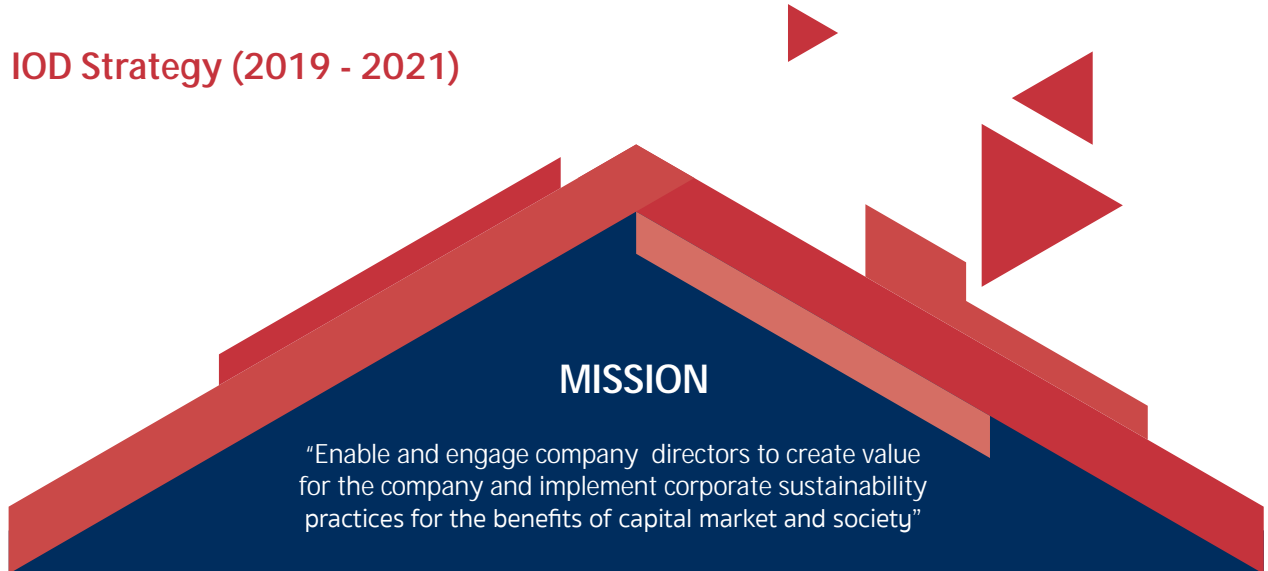 IOD Strategy (2019 - 2021)
MISSION
“Enable and engage company directors to create value
for the company and implement corporate sustainability
practices for the benefits of capital market and society”